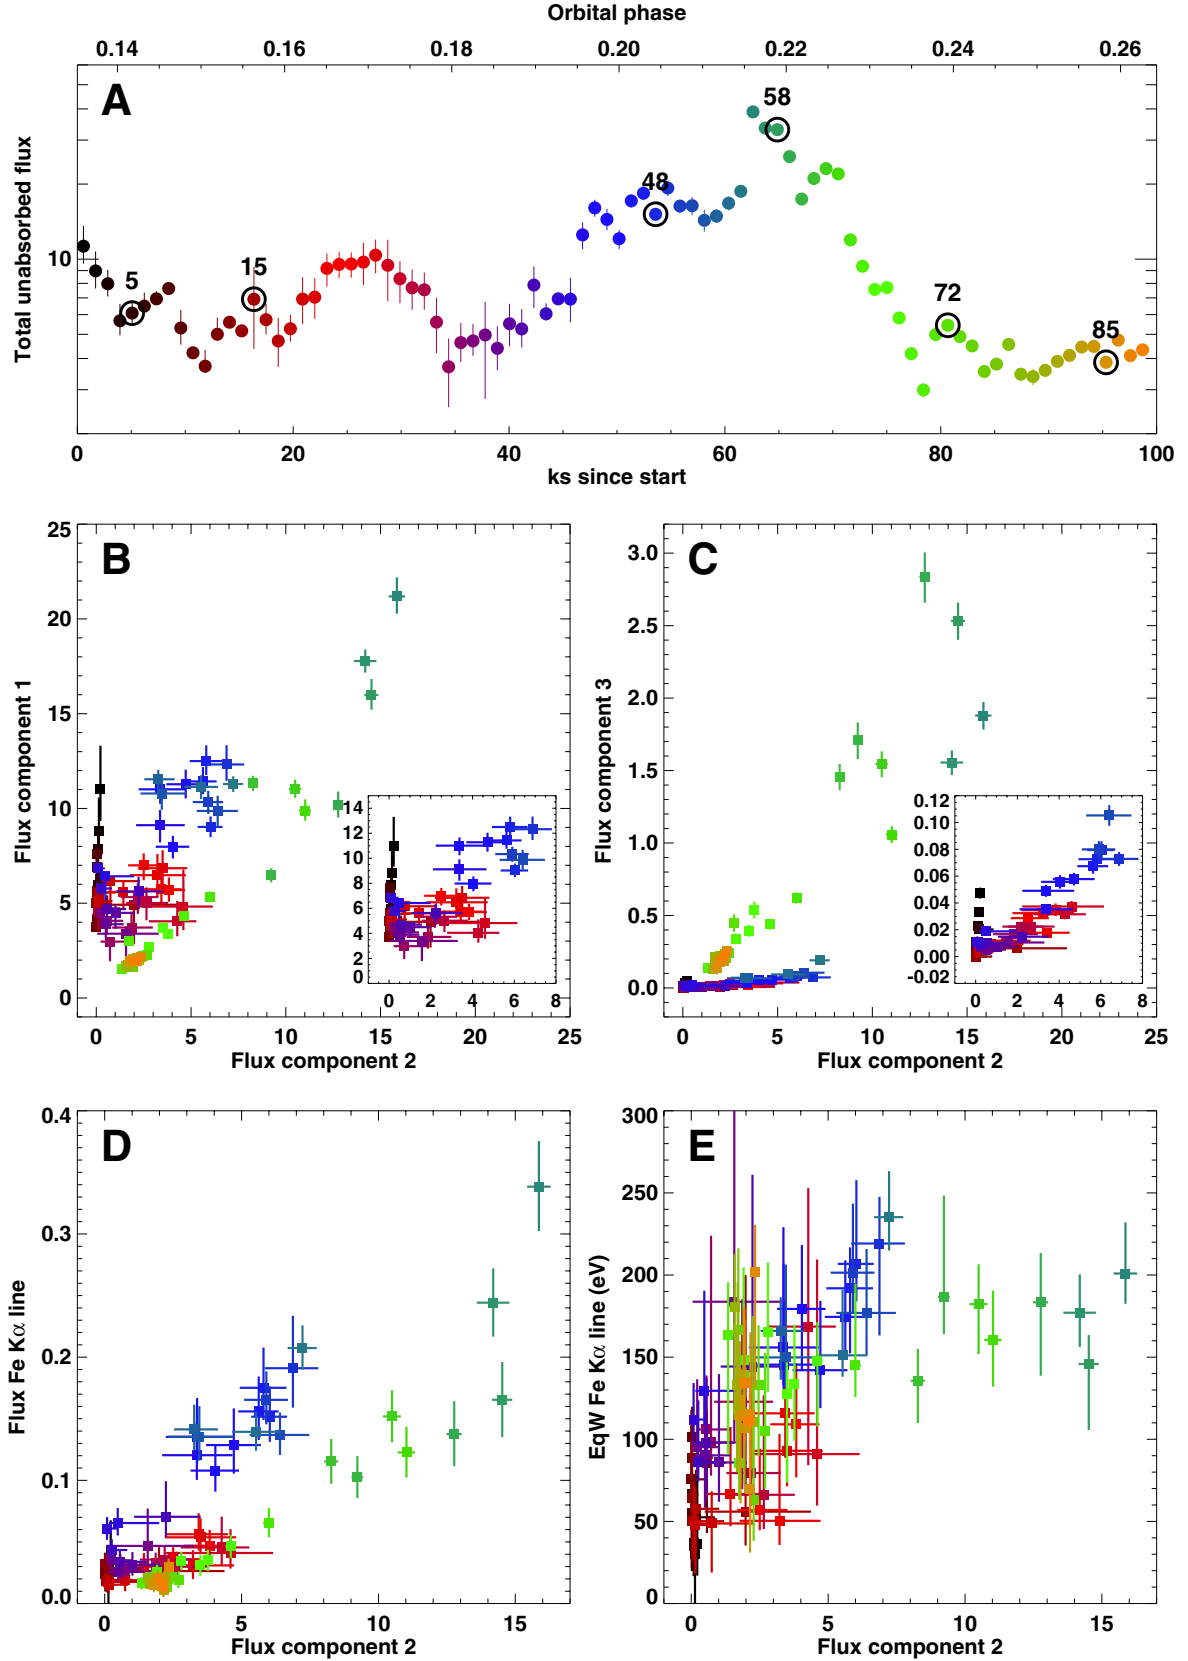 Orbital phase
0.14 0.16 0.18 0.20 0.22 0.24 0.26
A
58
48
15
5
72
85
10
Total unabsorbed flux
0 20 40 60 80 100
ks since start
B
25
20
15
10
5
0
Flux component 1
14
12
10
8
6
4
2
0
0 2 4 6 8
0 5 10 15 20 25
Flux component 2
C
3.0
2.5
2.0
1.5
1.0
0.5
0.0
Flux component 3
0.12
0.10
0.08
0.06
0.04
0.02
0.00
-0.02
0 2 4 6 8
0 5 10 15 20 25
Flux component 2
D
0.4
0.3
0.2
0.1
0.0
Flux Fe Kα line
0 5 10 15
Flux component 2
E
300
250
200
150
100
50
0
EqW Fe Kα line (eV)
0 5 10 15
Flux component 2